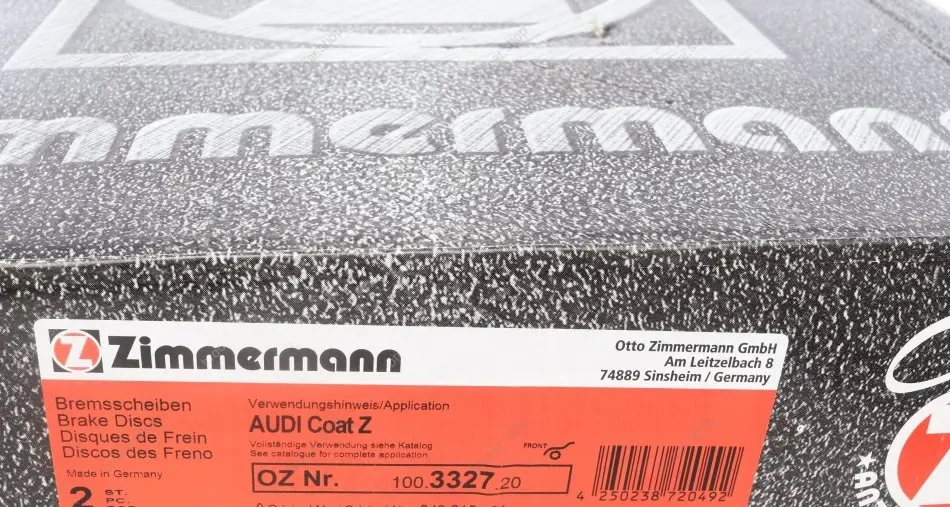 mmermann
Zimmermann
Otto Zimmermann GmbH
Am Leitzelbach 8
74889 Sinsheim / Germany
Bremsscheiben
Brake Discs
Disques de Frein
Discos des Freno
Made in Germany
2 ST.
PC.
Verwendungshinweis/Application
AUDI Coat Z
Vollständige Verwendung siehe Katalog
See catalogue for complete application
FRONT
OZ Nr. 100.3327.20
4 250238 720492